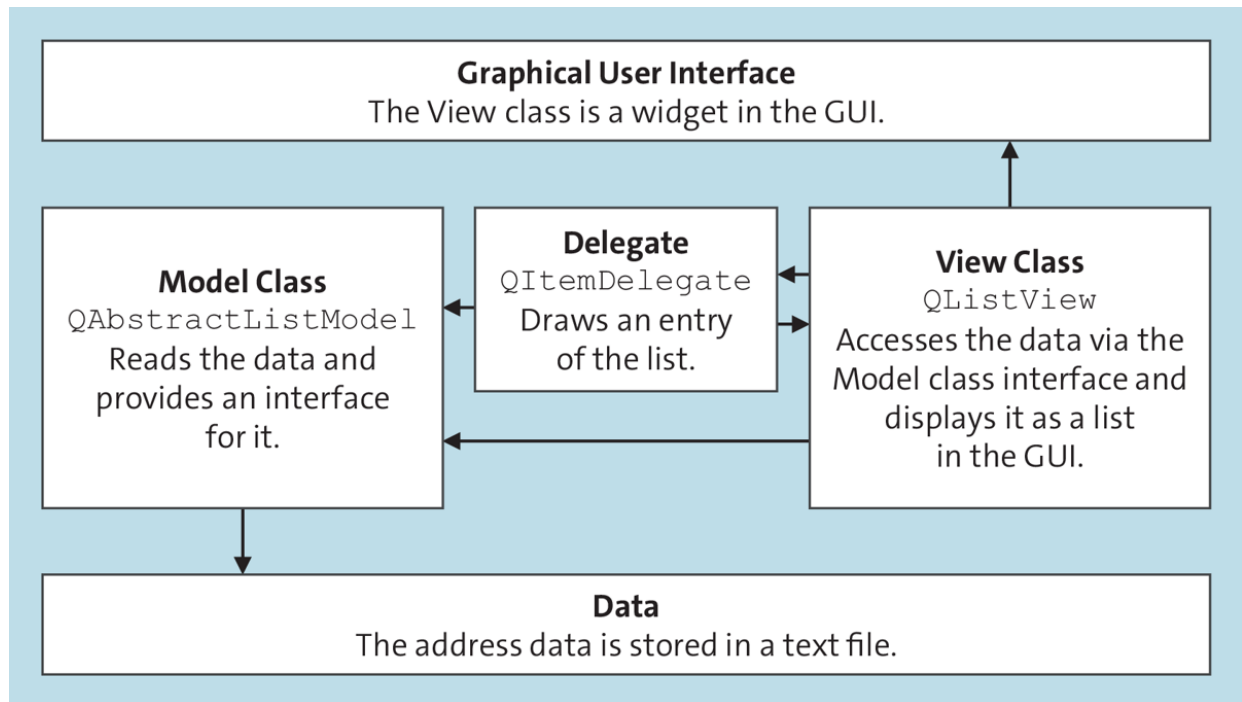 Graphical User Interface
The View class is a widget in the GUI.
Model Class
QAbstractListModel
Reads the data and
provides an interface
for it.
Delegate
QItemDelegate
Draws an entry
of the list.
View Class
QListView
Accesses the data via the
Model class interface and
displays it as a list
in the GUI.
Data
The address data is stored in a text file.